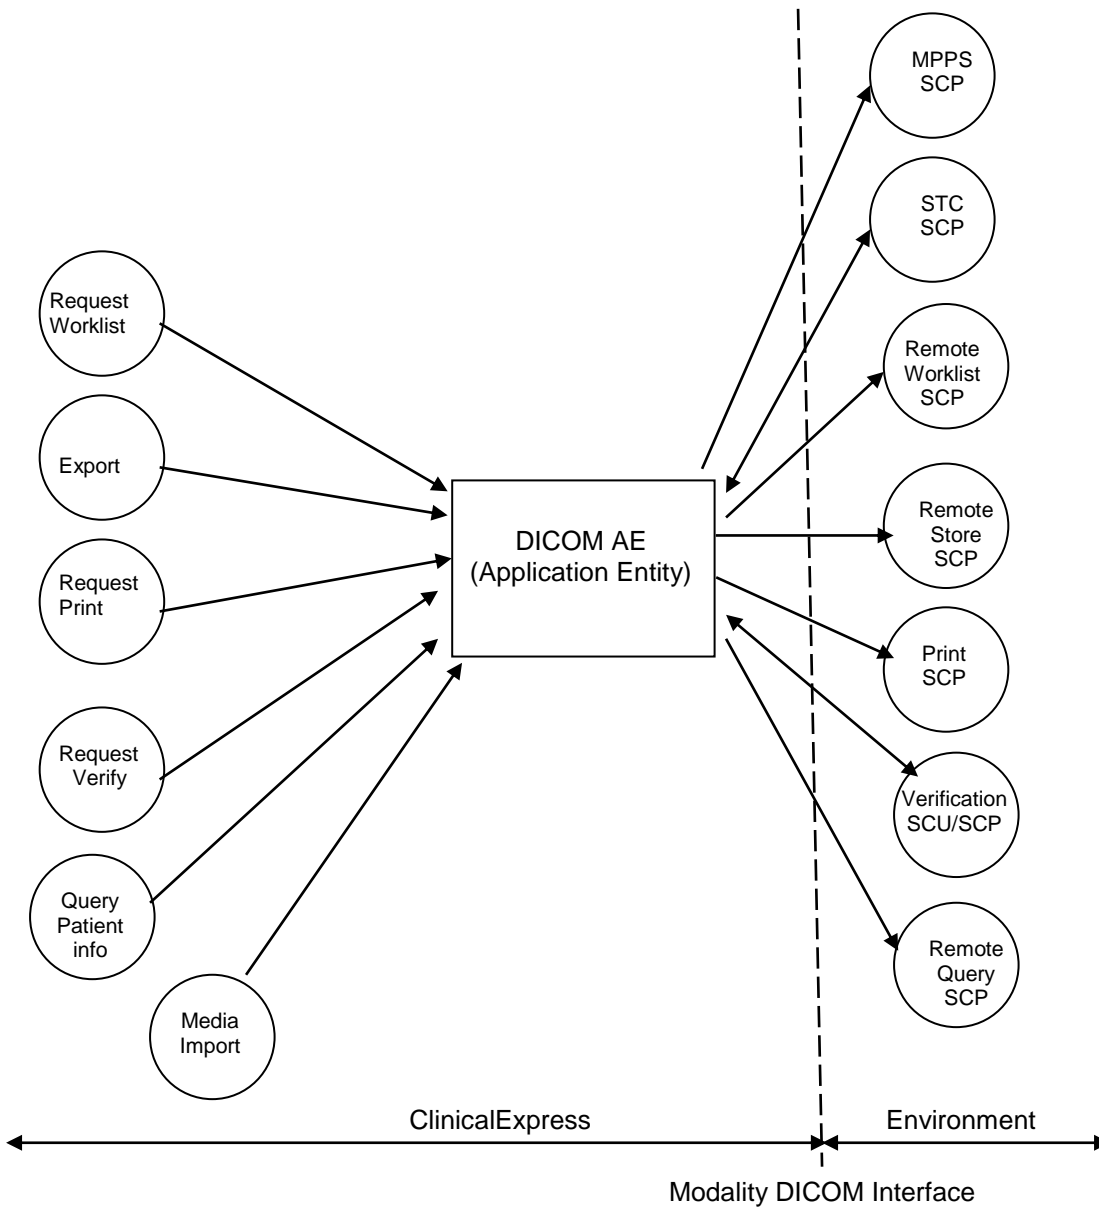 MPPS
SCP
STC
SCP
Request
Worklist
Remote
Worklist
SCP
Export
Remote
Store
SCP
DICOM AE
(Application Entity)
Request
Print
Print
SCP
Request
Verify
Verification
SCU/SCP
Query
Patient
info
Remote
Query
SCP
Media
Import
ClinicalExpress
Environment
Modality DICOM Interface